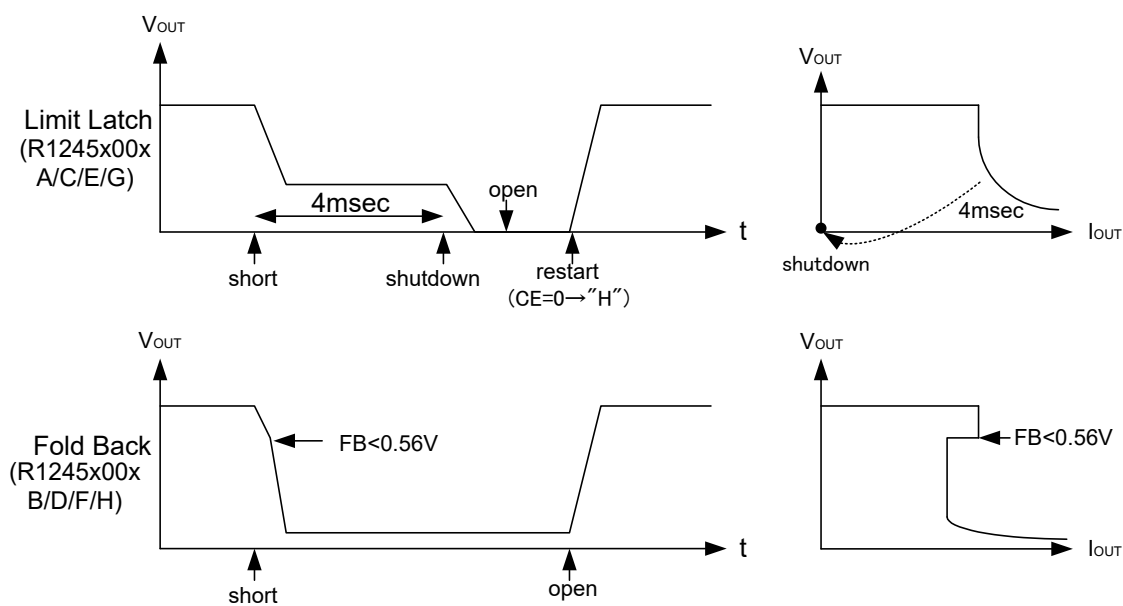 VOUT
Limit Latch
(R1245x00x
A/C/E/G)
4msec
open
t
short
shutdown
restart
(CE=0→"H")
VOUT
4msec
IOUT
shutdown
VOUT
Fold Back
(R1245x00x
B/D/F/H)
FB<0.56V
t
short
open
VOUT
FB<0.56V
IOUT